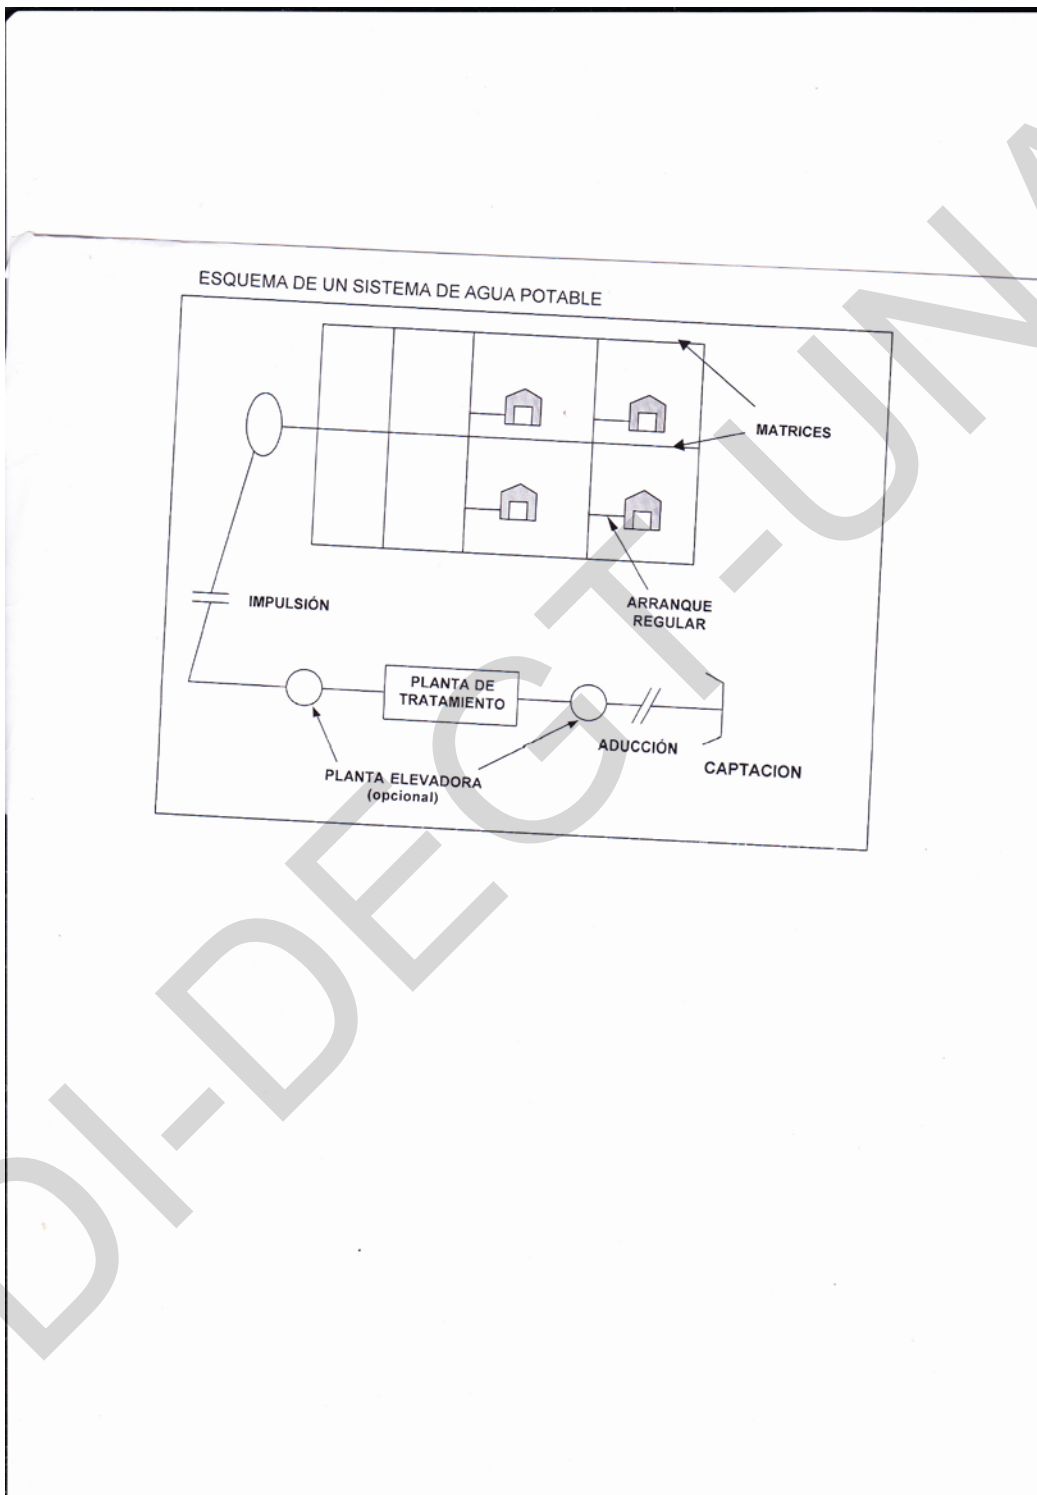 ESQUEMA DE UN SISTEMA DE AGUA POTABLE
MATRICES
ARRANQUE
REGULAR
IMPULSIÓN
PLANTA DE
TRATAMIENTO
ADUCCIÓN
CAPTACION
PLANTA ELEVADORA
(opcional)
DI-DEGT-UNA